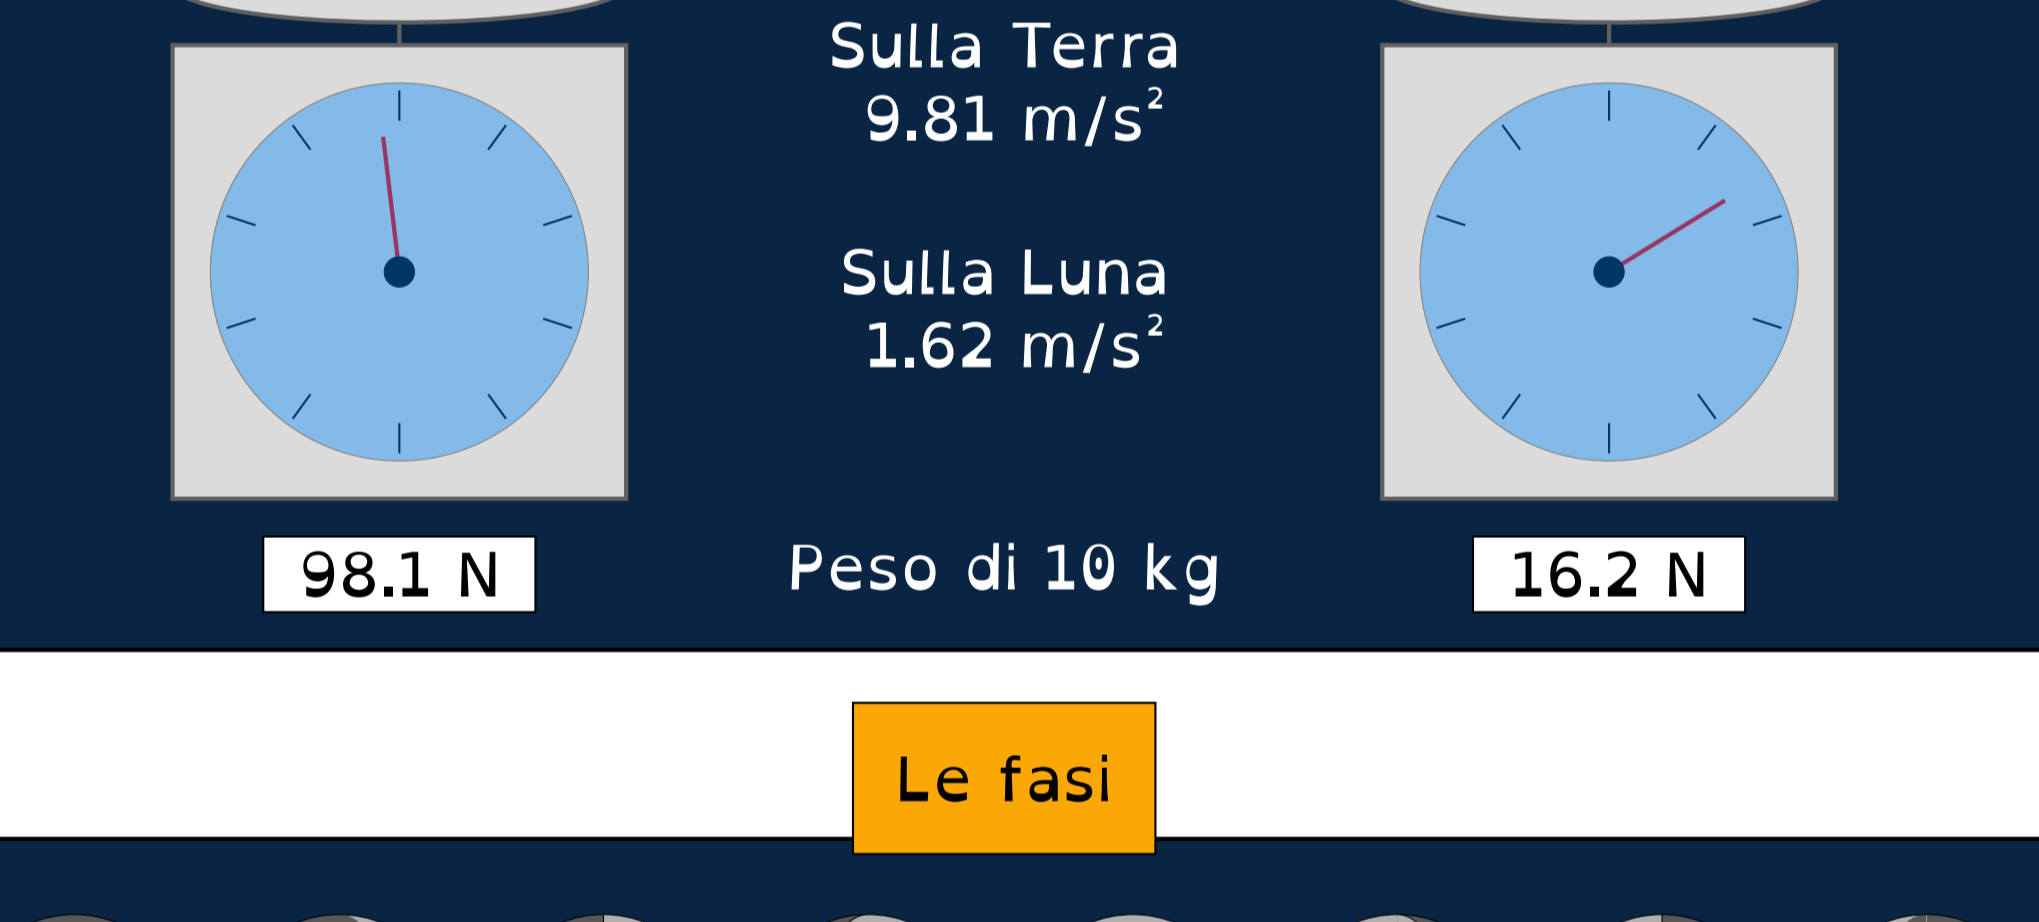 Sulla Terra
9.81 m/s²
Sulla Luna
1.62 m/s²
98.1 N
Peso di 10 kg
16.2 N
Le fasi